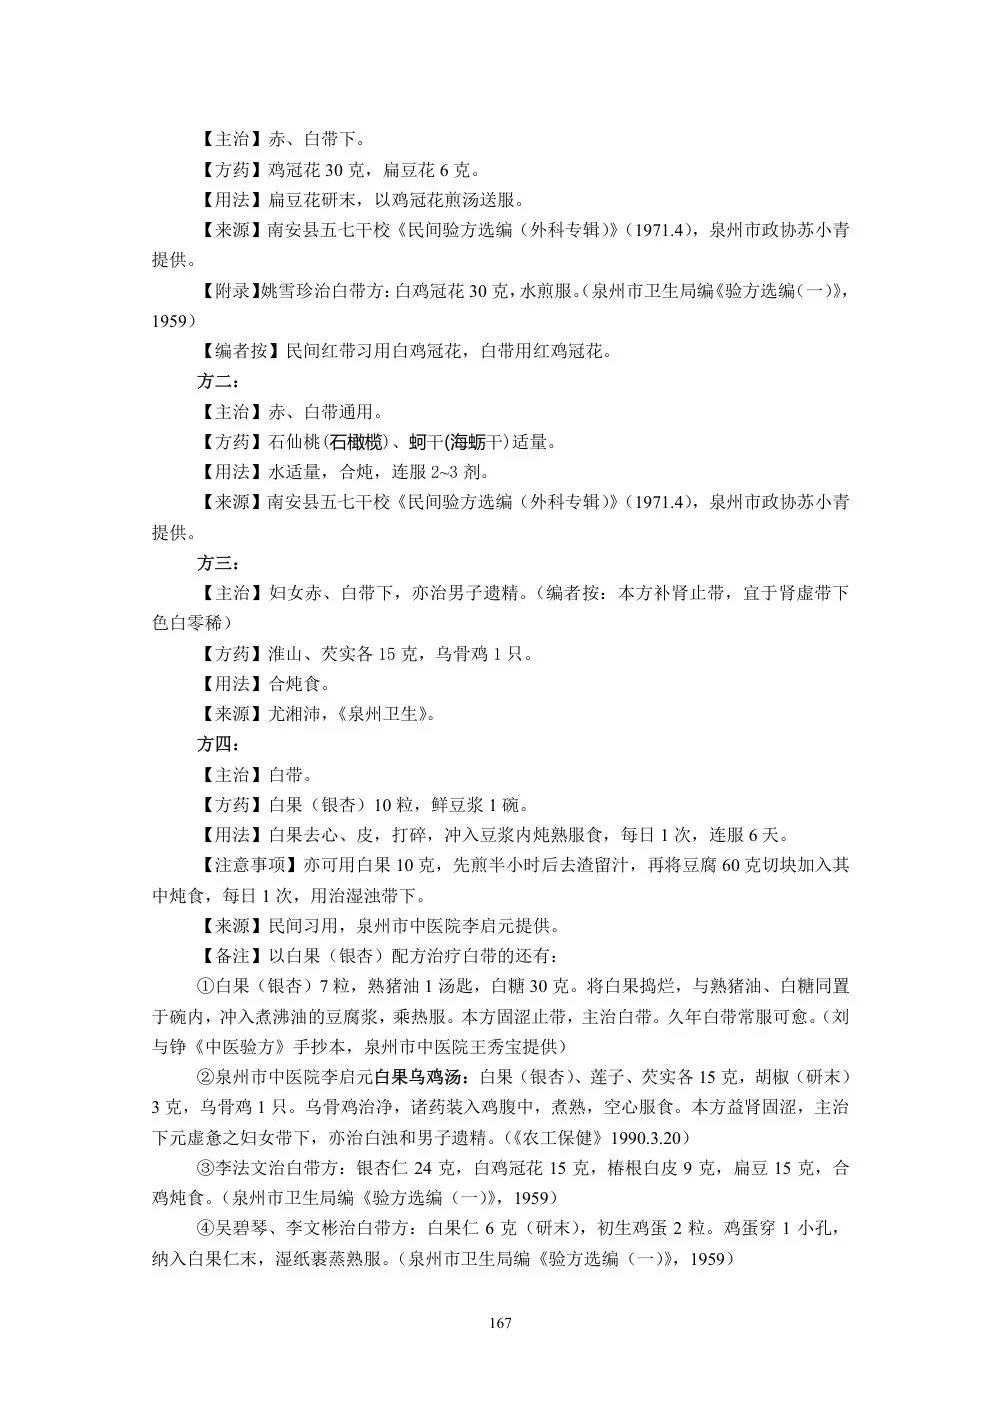 【主治】赤、白带下。
【方药】鸡冠花 30 克，扁豆花 6 克。
【用法】扁豆花研末，以鸡冠花煎汤送服。
【来源】南安县五七干校《民间验方选编（外科专辑）》（1971.4），泉州市政协苏小青
提供。
【附录】姚雪珍治白带方：白鸡冠花 30 克，水煎服。（泉州市卫生局编《验方选编（一）》，
1959）
【编者按】民间红带习用白鸡冠花，白带用红鸡冠花。
方二：
【主治】赤、白带通用。
【方药】石仙桃(石橄榄)、蚵干(海蛎干)适量。
【用法】水适量，合炖，连服 2~3 剂。
【来源】南安县五七干校《民间验方选编（外科专辑）》（1971.4），泉州市政协苏小青
提供。
方三：
【主治】妇女赤、白带下，亦治男子遗精。（编者按：本方补肾止带，宜于肾虚带下
色白零稀）
【方药】淮山、芡实各 15 克，乌骨鸡 1 只。
【用法】合炖食。
【来源】尤湘沛，《泉州卫生》。
方四：
【主治】白带。
【方药】白果（银杏）10 粒，鲜豆浆 1 碗。
【用法】白果去心、皮，打碎，冲入豆浆内炖熟服食，每日 1 次，连服 6 天。
【注意事项】亦可用白果 10 克，先煎半小时后去渣留汁，再将豆腐 60 克切块加入其
中炖食，每日 1 次，用治湿浊带下。
【来源】民间习用，泉州市中医院李启元提供。
【备注】以白果（银杏）配方治疗白带的还有：
①白果（银杏）7 粒，熟猪油 1 汤匙，白糖 30 克。将白果捣烂，与熟猪油、白糖同置
于碗内，冲入煮沸油的豆腐浆，乘热服。本方固涩止带，主治白带。久年白带常服可愈。（刘
与铮《中医验方》手抄本，泉州市中医院王秀宝提供）
②泉州市中医院李启元白果乌鸡汤：白果（银杏）、莲子、芡实各 15 克，胡椒（研末）
3 克，乌骨鸡 1 只。乌骨鸡治净，诸药装入鸡腹中，煮熟，空心服食。本方益肾固涩，主治
下元虚惫之妇女带下，亦治白浊和男子遗精。（《农工保健》1990.3.20）
③李法文治白带方：银杏仁 24 克，白鸡冠花 15 克，椿根白皮 9 克，扁豆 15 克，合
鸡炖食。（泉州市卫生局编《验方选编（一）》，1959）
④吴碧琴、李文彬治白带方：白果仁 6 克（研末），初生鸡蛋 2 粒。鸡蛋穿 1 小孔，
纳入白果仁末，湿纸裹蒸熟服。（泉州市卫生局编《验方选编（一）》，1959）
167